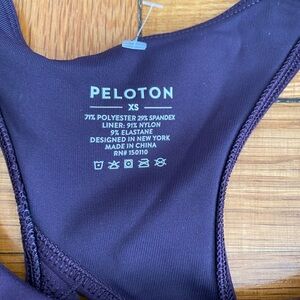 PELOTON
XS
71% POLYESTER 29% SPANDEX
LINER: 91% NYLON
9% ELASTANE
DESIGNED IN NEW YORK
MADE IN CHINA
RN# 150110